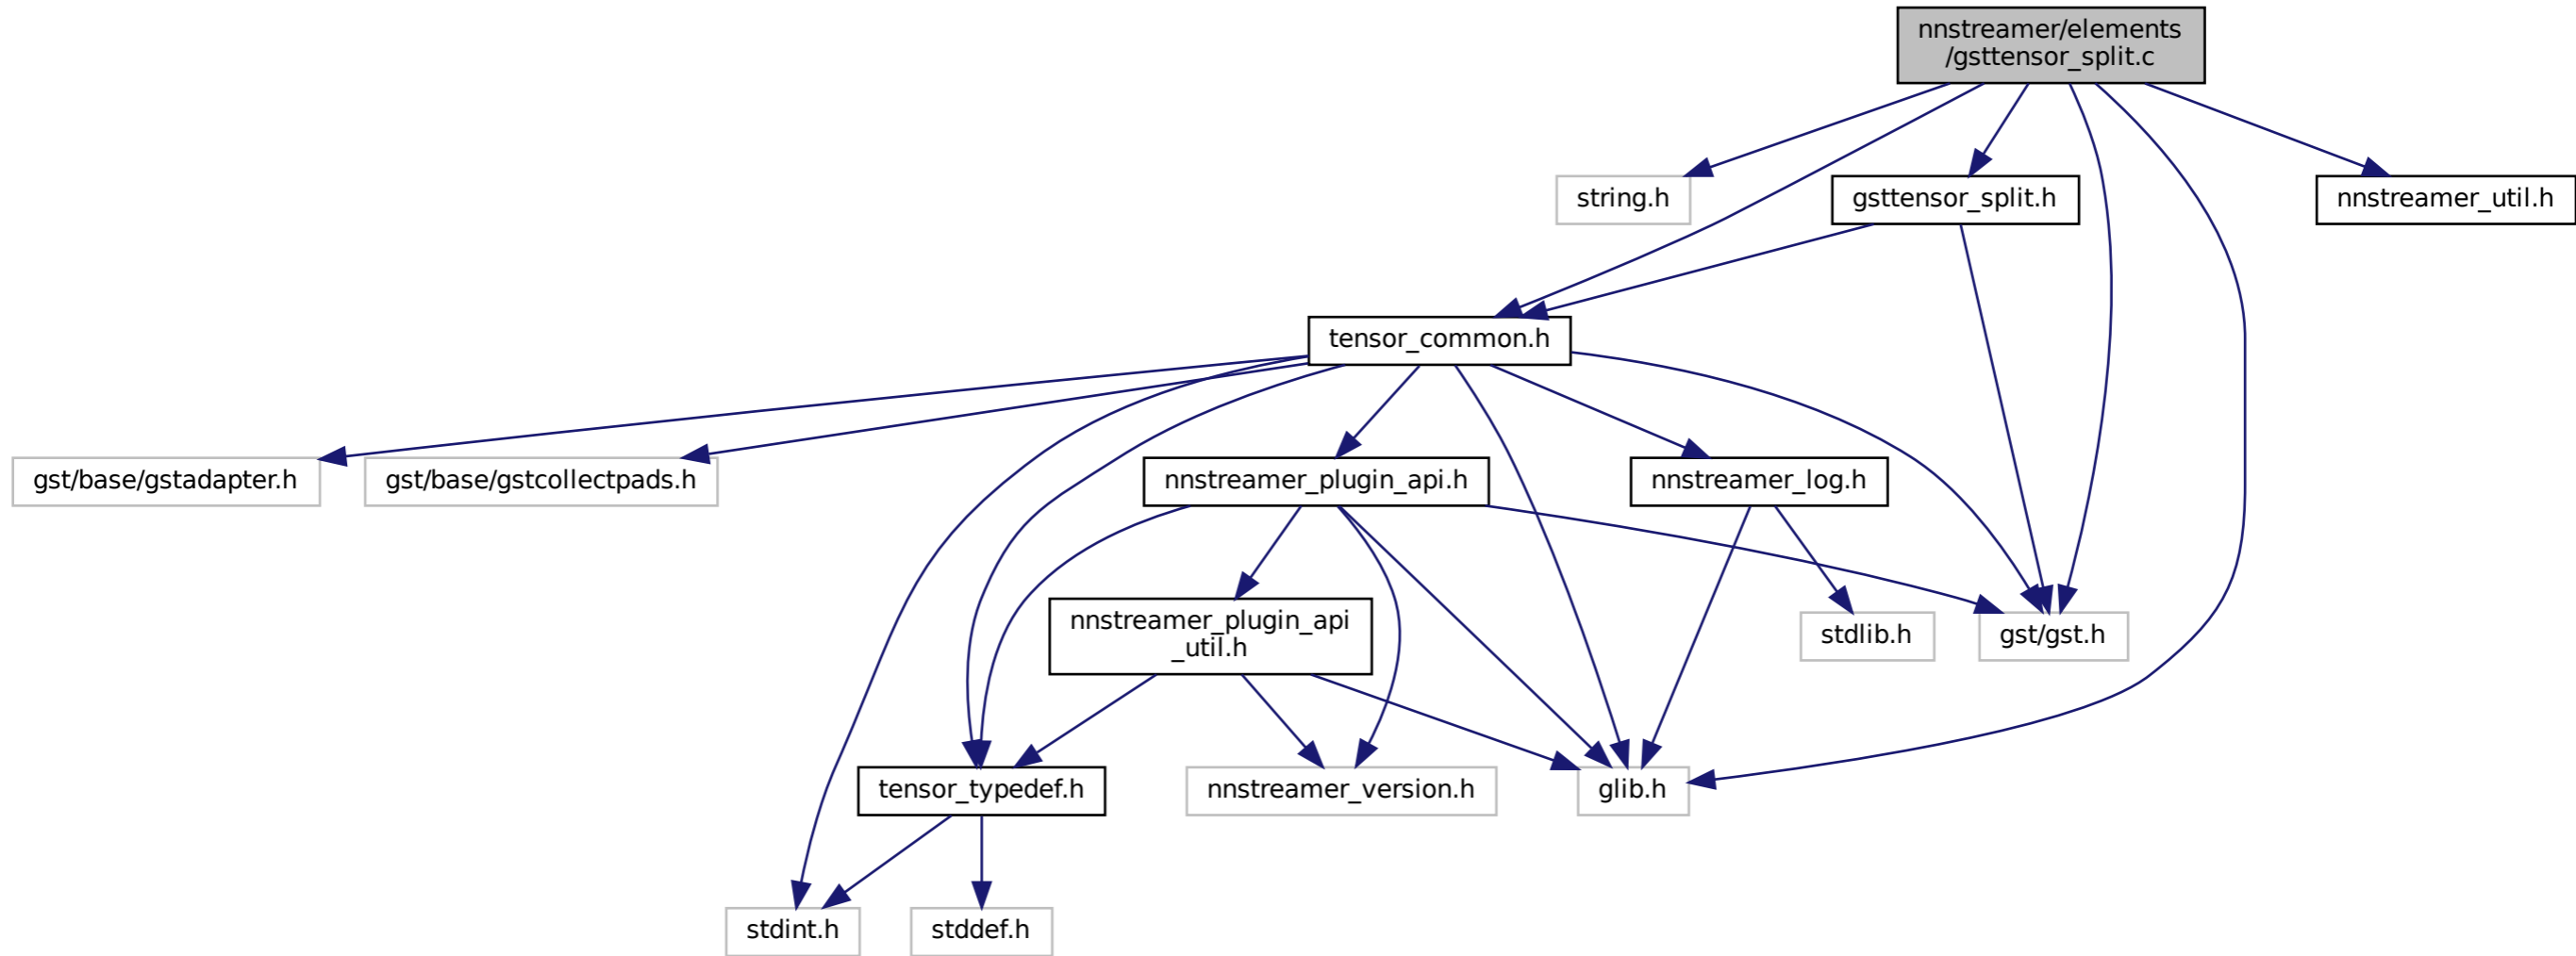 nnstreamer/elements
/gsttensor_split.c
string.h
gsttensor_split.h
nnstreamer_util.h
tensor_common.h
gst/base/gstadapter.h
gst/base/gstcollectpads.h
nnstreamer_plugin_api.h
nnstreamer_log.h
nnstreamer_plugin_api
_util.h
stdlib.h
gst/gst.h
tensor_typedef.h
nnstreamer_version.h
glib.h
stdint.h
stddef.h